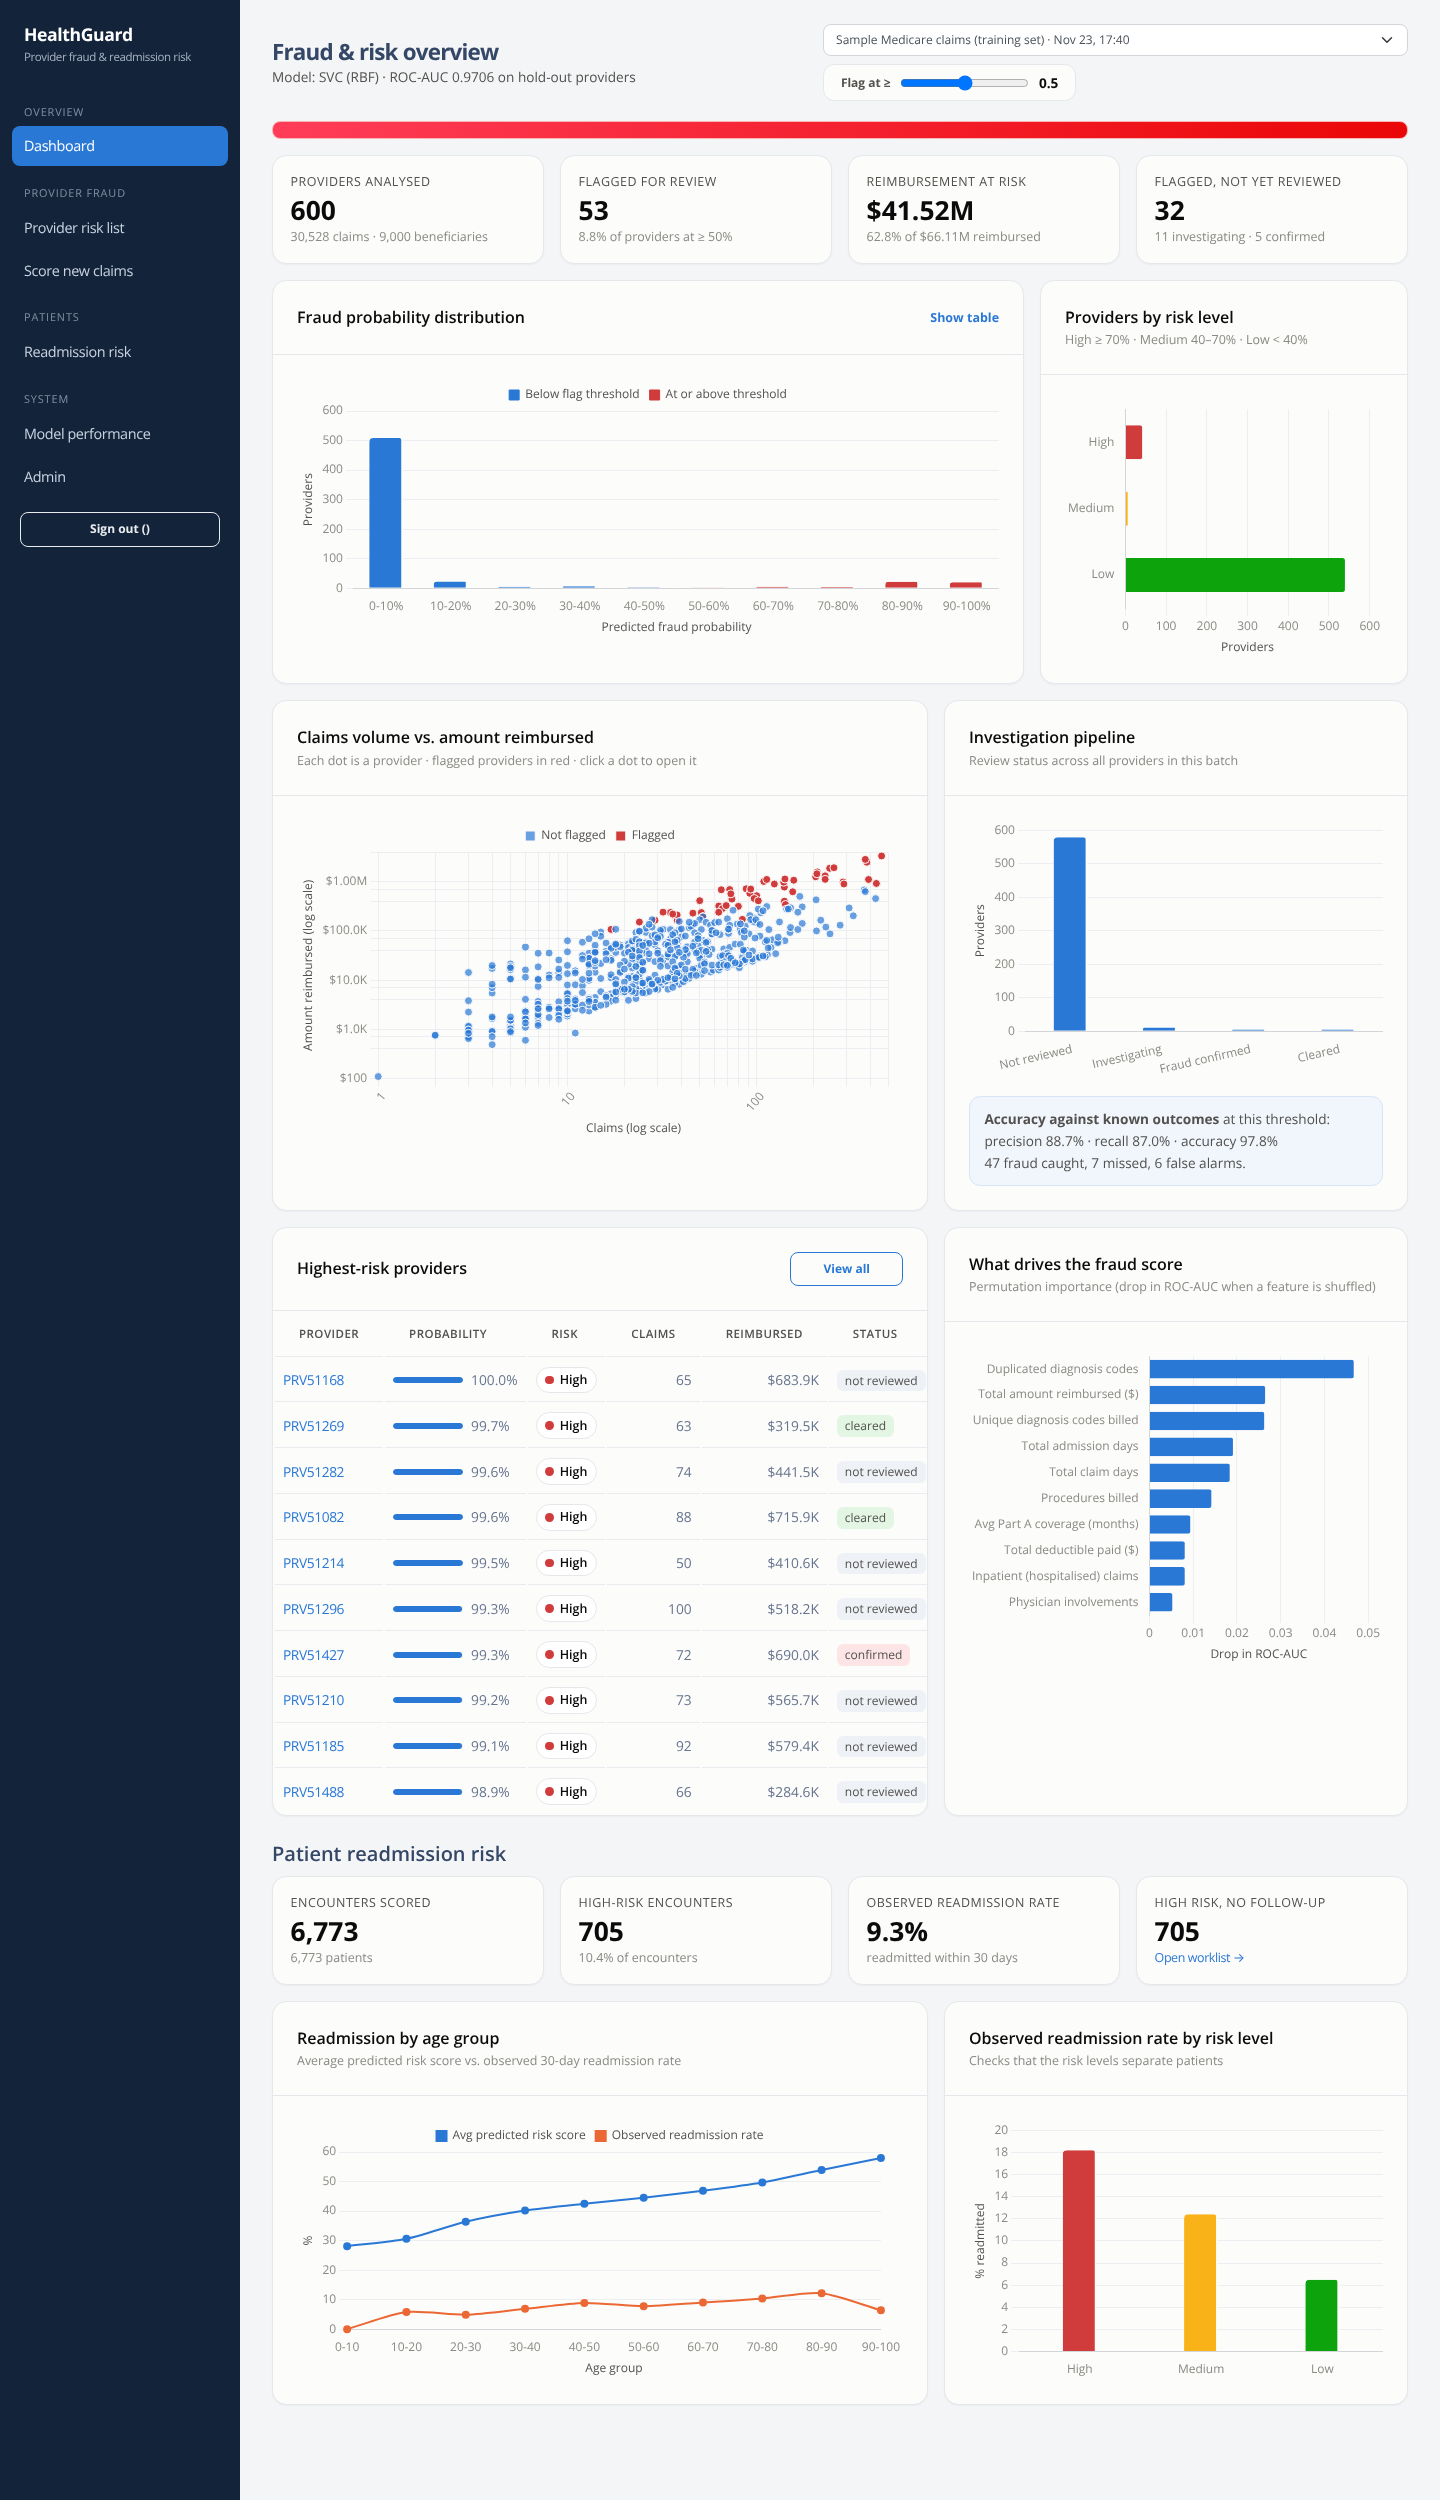 HealthGuard
Provider fraud & readmission risk
OVERVIEW
Dashboard
PROVIDER FRAUD
Provider risk list
Score new claims
PATIENTS
Readmission risk
SYSTEM
Model performance
Admin
Sign out ()
Fraud & risk overview
Model: SVC (RBF) · ROC-AUC 0.9706 on hold-out providers
Sample Medicare claims (training set) · Nov 23, 17:40
Flag at ≥ 0.5
PROVIDERS ANALYSED
600
30,528 claims · 9,000 beneficiaries
FLAGGED FOR REVIEW
53
8.8% of providers at ≥ 50%
REIMBURSEMENT AT RISK
$41.52M
62.8% of $66.11M reimbursed
FLAGGED, NOT YET REVIEWED
32
11 investigating · 5 confirmed
Fraud probability distribution
Show table
Below flag threshold At or above threshold
600
500
400
300
200
100
0
Providers
0-10% 10-20% 20-30% 30-40% 40-50% 50-60% 60-70% 70-80% 80-90% 90-100%
Predicted fraud probability
Providers by risk level
High ≥ 70% · Medium 40–70% · Low < 40%
High
Medium
Low
0 100 200 300 400 500 600
Providers
Claims volume vs. amount reimbursed
Each dot is a provider · flagged providers in red · click a dot to open it
Not flagged Flagged
Amount reimbursed (log scale)
$1.00M
$100.0K
$10.0K
$1.0K
$100
1 10 100
Claims (log scale)
Investigation pipeline
Review status across all providers in this batch
600
500
400
300
200
100
0
Providers
Not reviewed Investigating Fraud confirmed Cleared
Accuracy against known outcomes at this threshold:
precision 88.7% · recall 87.0% · accuracy 97.8%
47 fraud caught, 7 missed, 6 false alarms.
Highest-risk providers
View all
PROVIDER PROBABILITY RISK CLAIMS REIMBURSED STATUS
PRV51168 100.0% High 65 $683.9K not reviewed
PRV51269 99.7% High 63 $319.5K cleared
PRV51282 99.6% High 74 $441.5K not reviewed
PRV51082 99.6% High 88 $715.9K cleared
PRV51214 99.5% High 50 $410.6K not reviewed
PRV51296 99.3% High 100 $518.2K not reviewed
PRV51427 99.3% High 72 $690.0K confirmed
PRV51210 99.2% High 73 $565.7K not reviewed
PRV51185 99.1% High 92 $579.4K not reviewed
PRV51488 98.9% High 66 $284.6K not reviewed
What drives the fraud score
Permutation importance (drop in ROC-AUC when a feature is shuffled)
Duplicated diagnosis codes
Total amount reimbursed ($)
Unique diagnosis codes billed
Total admission days
Total claim days
Procedures billed
Avg Part A coverage (months)
Total deductible paid ($)
Inpatient (hospitalised) claims
Physician involvements
0 0.01 0.02 0.03 0.04 0.05
Drop in ROC-AUC
Patient readmission risk
ENCOUNTERS SCORED
6,773
6,773 patients
HIGH-RISK ENCOUNTERS
705
10.4% of encounters
OBSERVED READMISSION RATE
9.3%
readmitted within 30 days
HIGH RISK, NO FOLLOW-UP
705
Open worklist →
Readmission by age group
Average predicted risk score vs. observed 30-day readmission rate
Avg predicted risk score Observed readmission rate
60
50
40
30
20
10
0
%
0-10 10-20 20-30 30-40 40-50 50-60 60-70 70-80 80-90 90-100
Age group
Observed readmission rate by risk level
Checks that the risk levels separate patients
20
18
16
14
12
10
8
6
4
2
0
% readmitted
High Medium Low